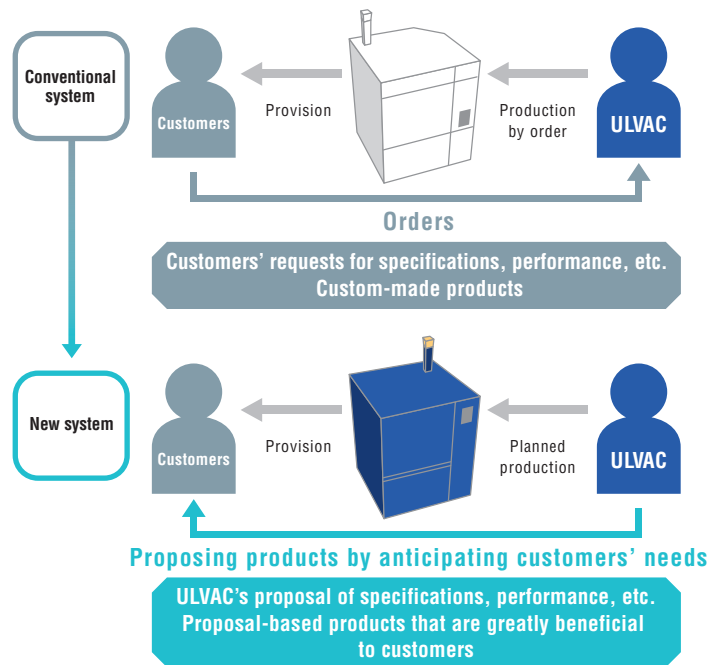 Conventional
system
Customers
Provision
Production
by order
ULVAC
Orders
Customers’ requests for specifications, performance, etc.
Custom-made products
New system
Customers
Provision
Planned
production
ULVAC
Proposing products by anticipating customers’ needs
ULVAC’s proposal of specifications, performance, etc.
Proposal-based products that are greatly beneficial
to customers